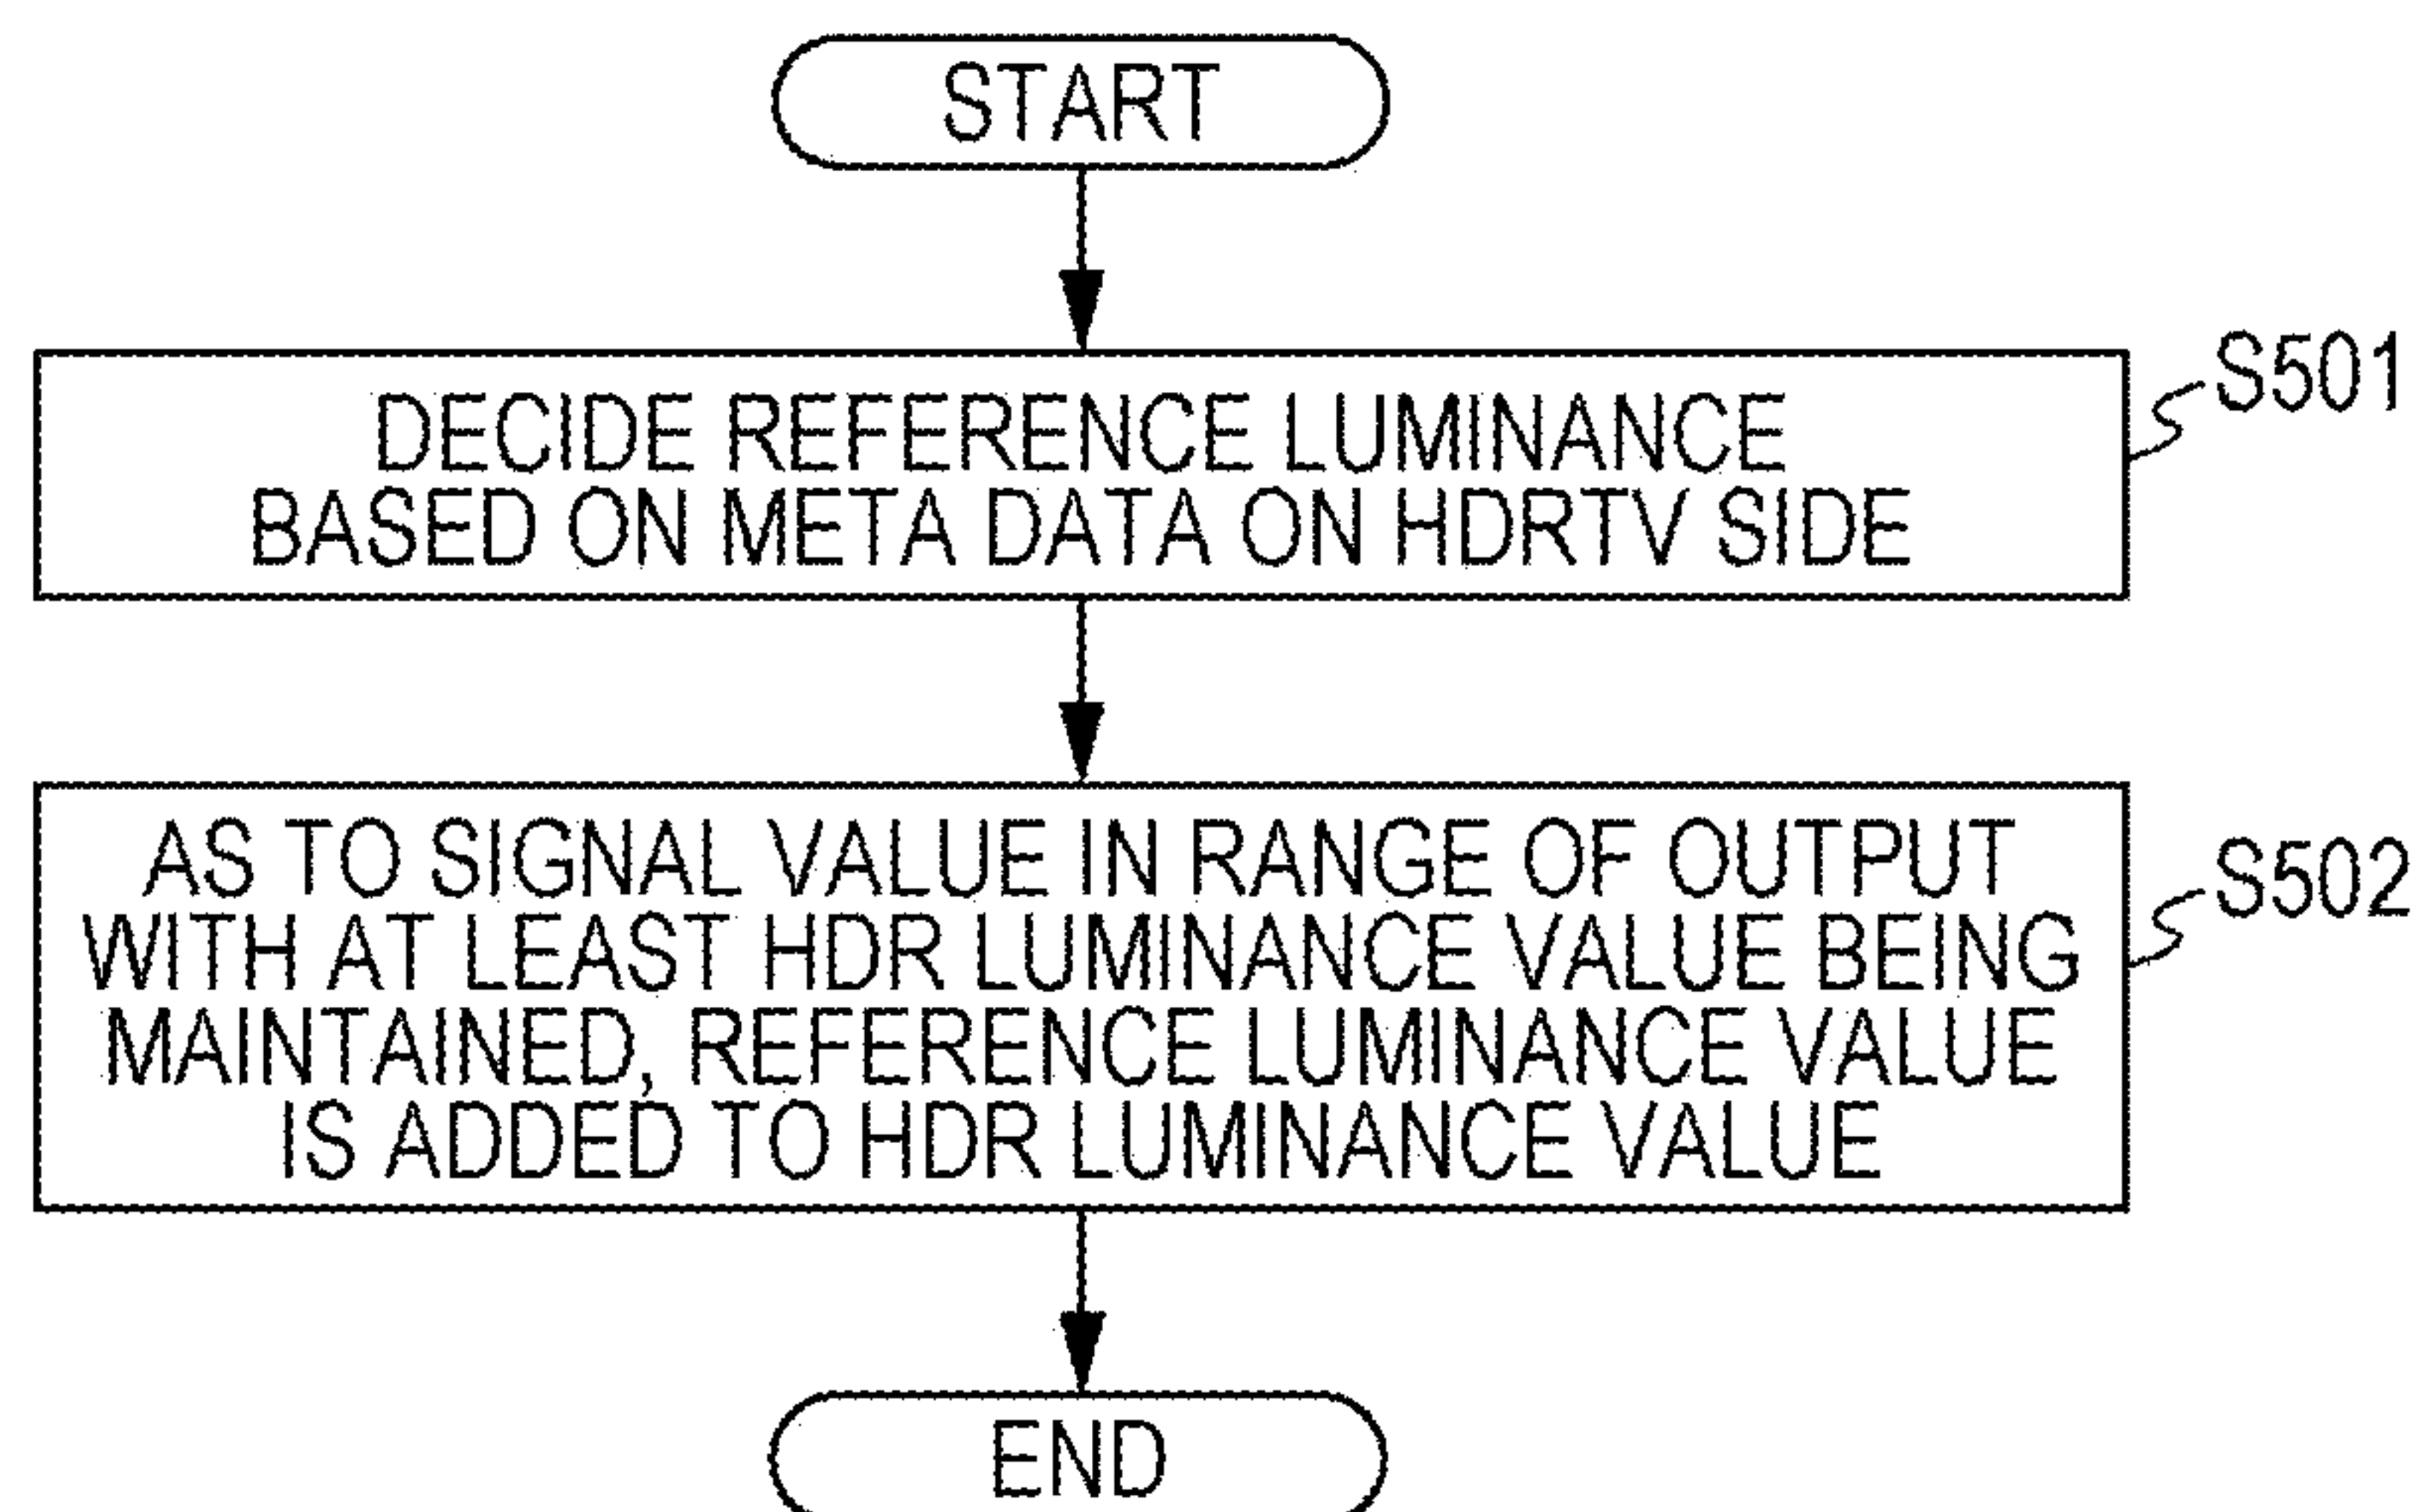 START
DECIDE REFERENCE LUMINANCE
BASED ON META DATA ON HDRTV SIDE
S501
AS TO SIGNAL VALUE IN RANGE OF OUTPUT
WITH AT LEAST HDR LUMINANCE VALUE BEING
MAINTAINED, REFERENCE LUMINANCE VALUE
IS ADDED TO HDR LUMINANCE VALUE
S502
END